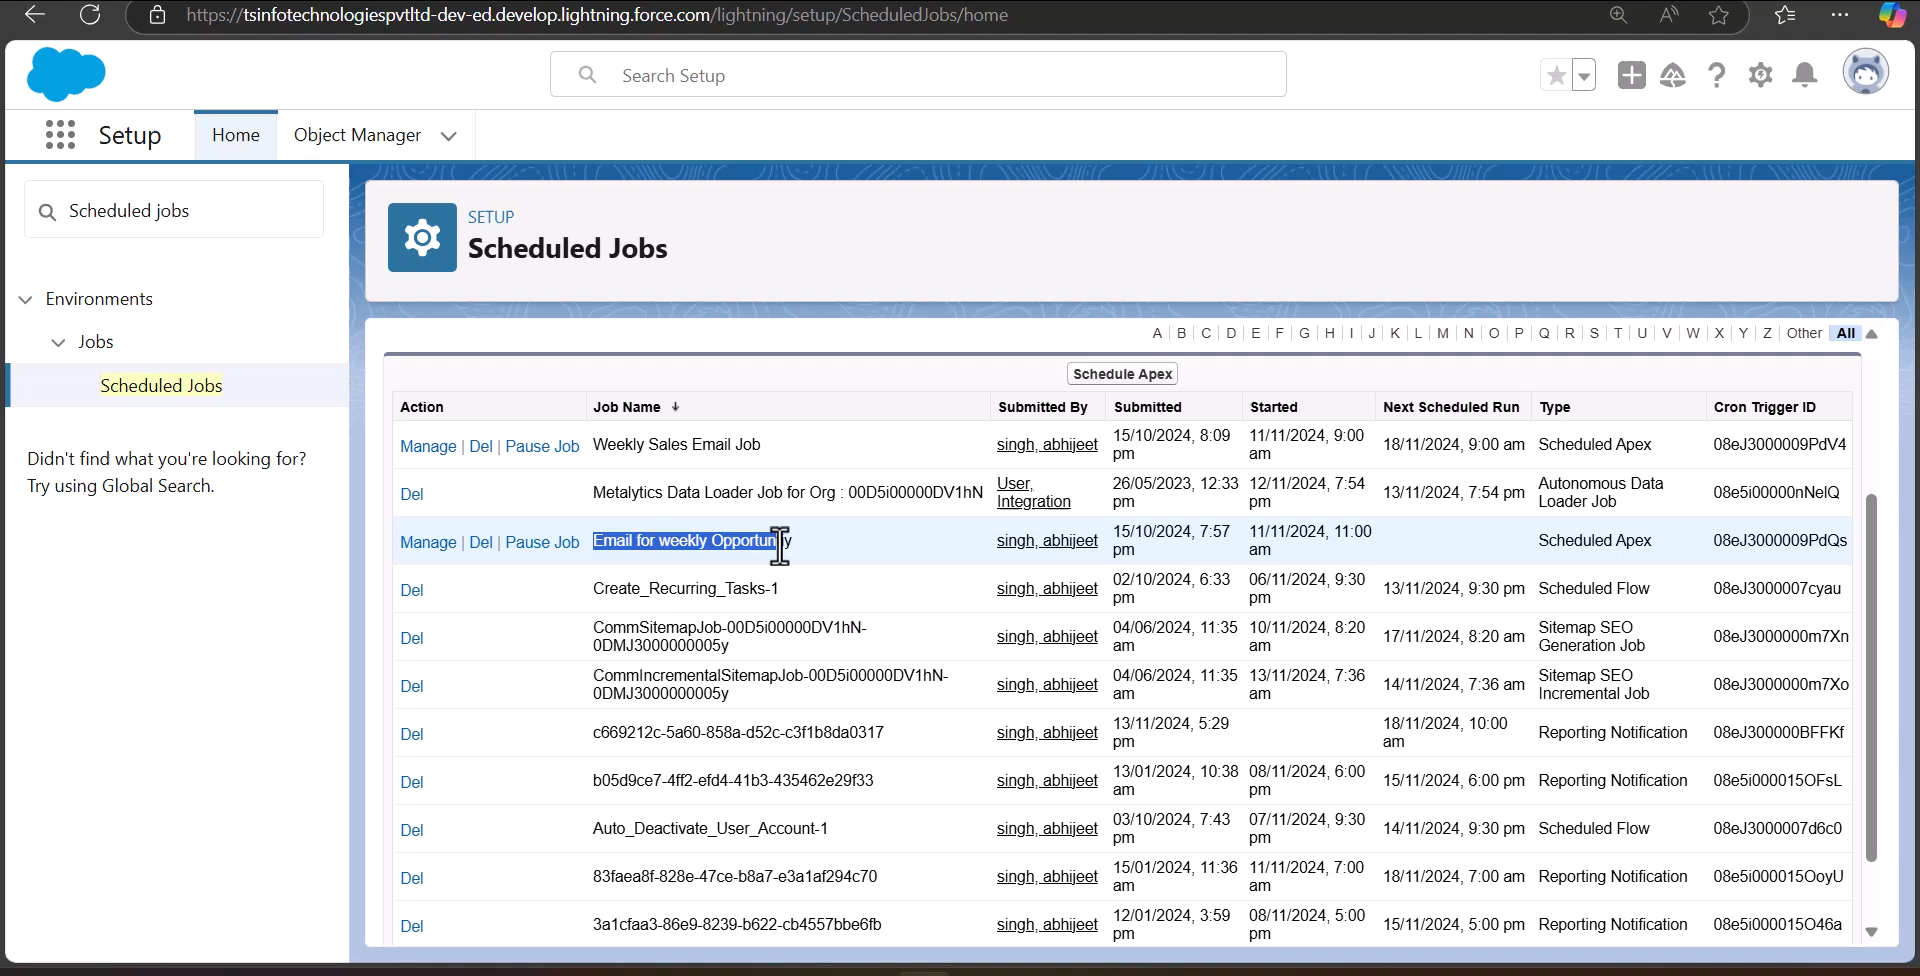 https://tsinfotechnologiespvtltd-dev-ed.develop.lightning.force.com/lightning/setup/ScheduledJobs/home
Search Setup
Setup
Home
Object Manager
Scheduled jobs
Environments
Jobs
Scheduled Jobs
Didn't find what you're looking for?
Try using Global Search.
SETUP
Scheduled Jobs
A | B | C | D | E | F | G | H | I | J | K | L | M | N | O | P | Q | R | S | T | U | V | W | X | Y | Z | Other | All
Schedule Apex
Action Job Name Submitted By Submitted Started Next Scheduled Run Type Cron Trigger ID
Manage | Del | Pause Job Weekly Sales Email Job singh, abhijeet 15/10/2024, 8:09 pm 11/11/2024, 9:00 am 18/11/2024, 9:00 am Scheduled Apex 08eJ3000009PdV4
Del Metalytics Data Loader Job for Org : 00D5i00000DV1hN User, Integration 26/05/2023, 12:33 pm 12/11/2024, 7:54 pm 13/11/2024, 7:54 pm Autonomous Data Loader Job 08e5i00000nNelQ
Manage | Del | Pause Job Email for weekly Opportuny singh, abhijeet 15/10/2024, 7:57 pm 11/11/2024, 11:00 am Scheduled Apex 08eJ3000009PdQs
Del Create_Recurring_Tasks-1 singh, abhijeet 02/10/2024, 6:33 pm 06/11/2024, 9:30 pm 13/11/2024, 9:30 pm Scheduled Flow 08eJ3000007cyau
Del CommSitemapJob-00D5i00000DV1hN-0DMJ3000000005y singh, abhijeet 04/06/2024, 11:35 am 10/11/2024, 8:20 am 17/11/2024, 8:20 am Sitemap SEO Generation Job 08eJ3000000m7Xn
Del CommIncrementalSitemapJob-00D5i00000DV1hN-0DMJ3000000005y singh, abhijeet 04/06/2024, 11:35 am 13/11/2024, 7:36 am 14/11/2024, 7:36 am Sitemap SEO Incremental Job 08eJ3000000m7Xo
Del c669212c-5a60-858a-d52c-c3f1b8da0317 singh, abhijeet 13/11/2024, 5:29 pm 18/11/2024, 10:00 am Reporting Notification 08eJ300000BFFKf
Del b05d9ce7-4ff2-efd4-41b3-435462e29f33 singh, abhijeet 13/01/2024, 10:38 am 08/11/2024, 6:00 pm 15/11/2024, 6:00 pm Reporting Notification 08e5i000015OFsL
Del Auto_Deactivate_User_Account-1 singh, abhijeet 03/10/2024, 7:43 pm 07/11/2024, 9:30 pm 14/11/2024, 9:30 pm Scheduled Flow 08eJ3000007d6c0
Del 83faea8f-828e-47ce-b8a7-e3a1af294c70 singh, abhijeet 15/01/2024, 11:36 am 11/11/2024, 7:00 am 18/11/2024, 7:00 am Reporting Notification 08e5i000015OoyU
Del 3a1cfaa3-86e9-8239-b622-cb4557bbe6fb singh, abhijeet 12/01/2024, 3:59 pm 08/11/2024, 5:00 pm 15/11/2024, 5:00 pm Reporting Notification 08e5i000015O46a